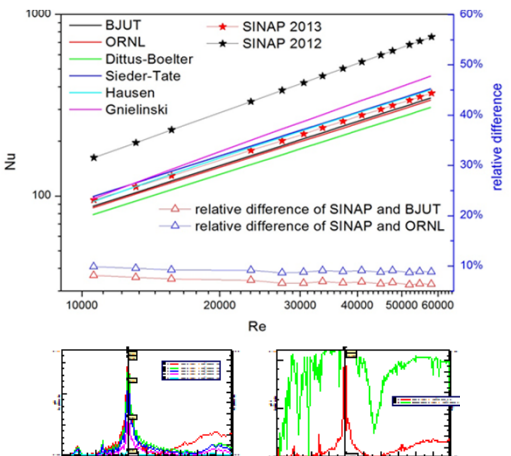 1000
60%
BJUT
SINAP 2013
ORNL
SINAP 2012
Dittus-Boelter
50%
Sieder-Tate
Hausen
Gnielinski
40%
Nu
relative difference
30%
100
relative difference of SINAP and BJUT
20%
relative difference of SINAP and ORNL
10%
10000
20000
30000
40000
50000
60000
Re